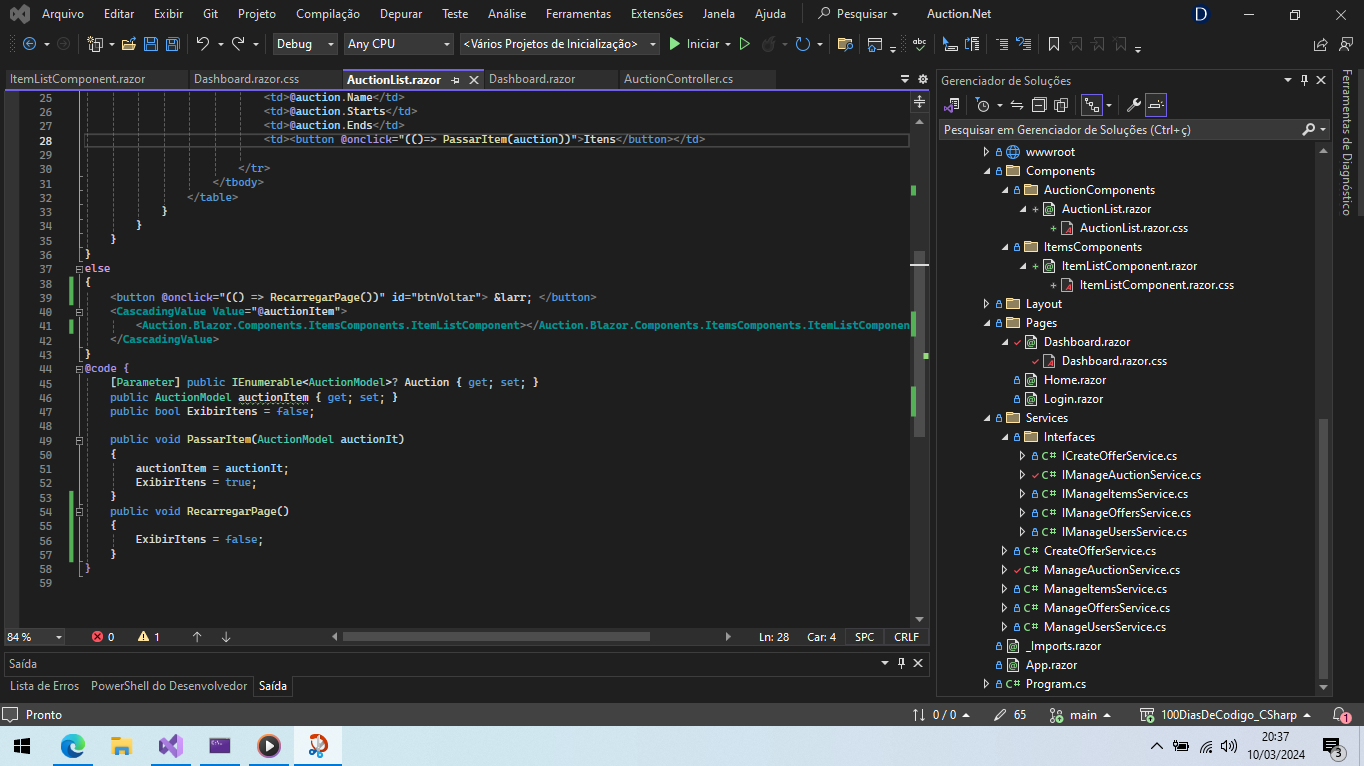 Arquivo Editar Exibir Git Projeto Compilação Depurar Teste Análise Ferramentas Extensões Janela Ajuda Pesquisar Auction.Net D
Debug Any CPU <Vários Projetos de Inicialização> Iniciar
ItemListComponent.razor Dashboard.razor.css AuctionList.razor Dashboard.razor AuctionController.cs
25 <td>@auction.Name</td>
26 <td>@auction.Starts</td>
27 <td>@auction.Ends</td>
28 <td><button @onclick="(()=> PassarItem(auction))">Itens</button></td>
29
30 </tr>
31 </tbody>
32 </table>
33 }
34 }
35 }
36 }
37 else
38 {
39 <button @onclick="(() => RecarregarPage())" id="btnVoltar"> &larr; </button>
40 <CascadingValue Value="@auctionItem">
41 <Auction.Blazor.Components.ItemsComponents.ItemListComponent></Auction.Blazor.Components.ItemsComponents.ItemListComponen
42 </CascadingValue>
43 }
44 @code {
45 [Parameter] public IEnumerable<AuctionModel>? Auction { get; set; }
46 public AuctionModel auctionItem { get; set; }
47 public bool ExibirItens = false;
48
49 public void PassarItem(AuctionModel auctionIt)
50 {
51 auctionItem = auctionIt;
52 ExibirItens = true;
53 }
54 public void RecarregarPage()
55 {
56 ExibirItens = false;
57 }
58 }
59
84 % 0 1 Ln: 28 Car: 4 SPC CRLF
Saída
Lista de Erros PowerShell do Desenvolvedor Saída
Gerenciador de Soluções
Pesquisar em Gerenciador de Soluções (Ctrl+ç)
wwwroot
Components
AuctionComponents
AuctionList.razor
AuctionList.razor.css
ItemsComponents
ItemListComponent.razor
ItemListComponent.razor.css
Layout
Pages
Dashboard.razor
Dashboard.razor.css
Home.razor
Login.razor
Services
Interfaces
C# ICreateOfferService.cs
C# IManageAuctionService.cs
C# IManageItemsService.cs
C# IManageOffersService.cs
C# IManageUsersService.cs
C# CreateOfferService.cs
C# ManageAuctionService.cs
C# ManageItemsService.cs
C# ManageOffersService.cs
C# ManageUsersService.cs
_Imports.razor
App.razor
C# Program.cs
Ferramentas de Diagnóstico
Pronto 0 / 0 65 main 100DiasDeCodigo_CSharp 1
20:37
10/03/2024
3